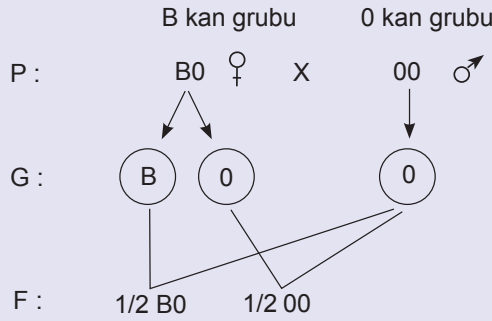 B kan grubu 0 kan grubu
P : B0 ♀ X 00 ♂
G : B 0 0
F : 1/2 B0 1/2 00